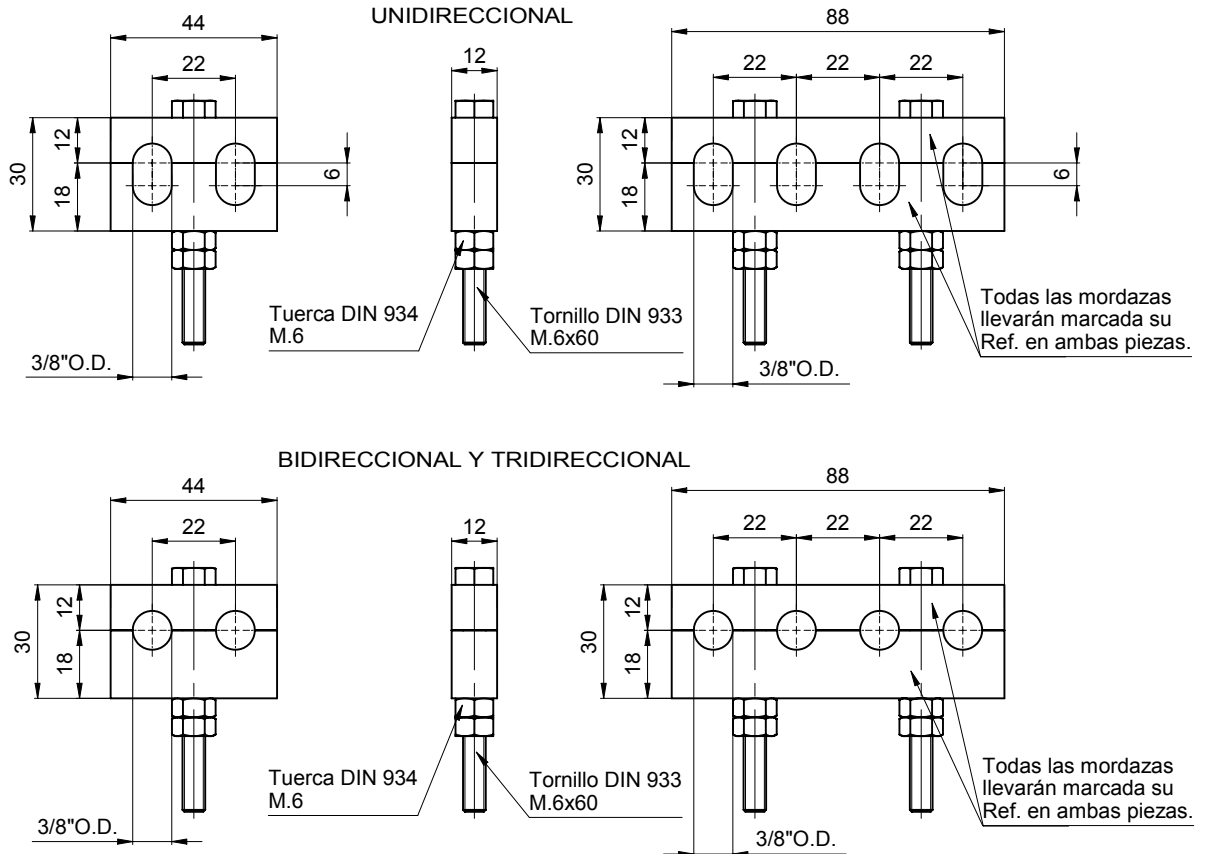 UNIDIRECCIONAL
44
22
12
30
12
18
6
12
88
22
22
22
30
12
18
6
Tuerca DIN 934
M.6
Tornillo DIN 933
M.6x60
Todas las mordazas
llevarán marcada su
Ref. en ambas piezas.
3/8"O.D.
3/8"O.D.
BIDIRECCIONAL Y TRIDIRECCIONAL
44
22
30
12
18
12
88
22
22
22
30
12
18
Tuerca DIN 934
M.6
Tornillo DIN 933
M.6x60
Todas las mordazas
llevarán marcada su
Ref. en ambas piezas.
3/8"O.D.
3/8"O.D.